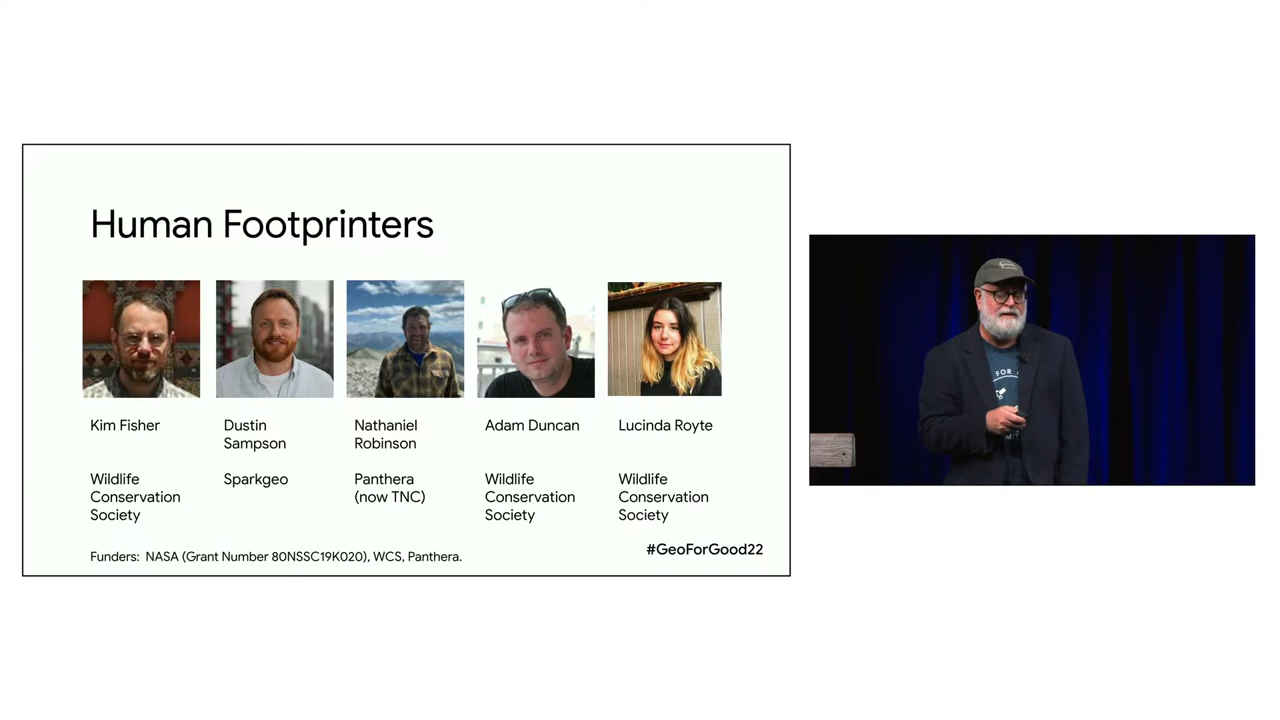 Human Footprinters
Kim Fisher
Dustin
Sampson
Nathaniel
Robinson
Adam Duncan
Lucinda Royte
Wildlife
Conservation
Society
Sparkgeo
Panthera
(now TNC)
Wildlife
Conservation
Society
Wildlife
Conservation
Society
Funders: NASA (Grant Number 80NSSC19K020), WCS, Panthera.
#GeoForGood22
FOR